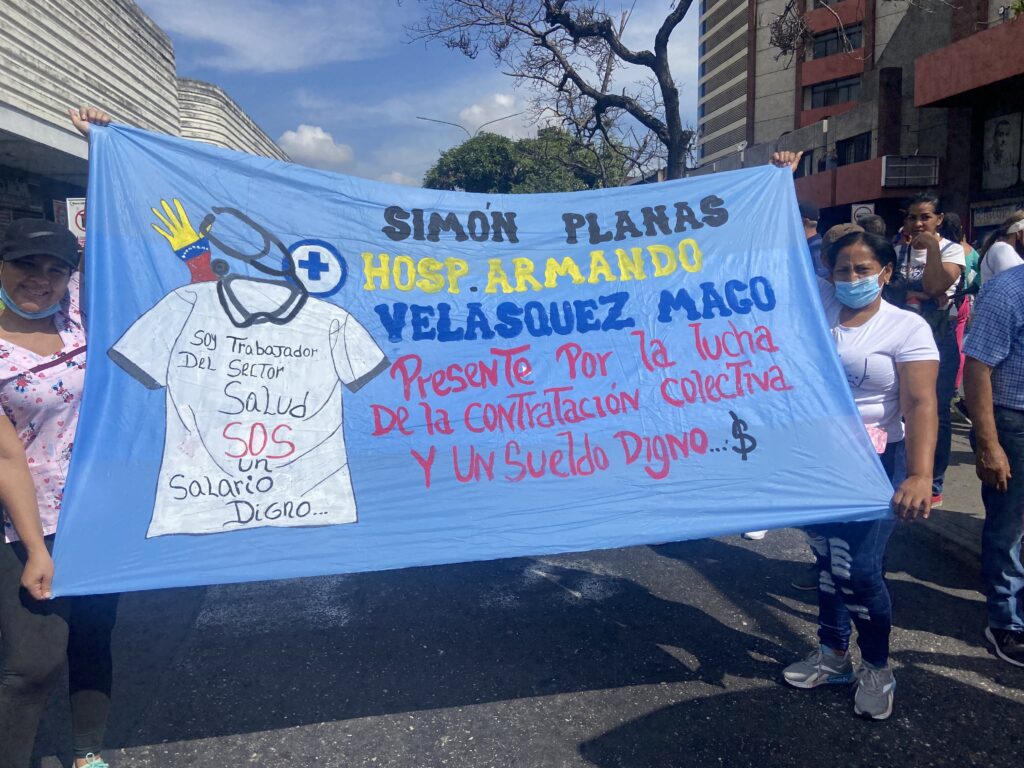 SIMÓN PLANAS
HOSP. ARMANDO
VELÁSQUEZ MAGO
Presente Por la lucha
De la contratación colectiva
Y un Sueldo Digno...$
Soy Trabajador
Del Sector
Salud
SOS
un
Salario
Digno...